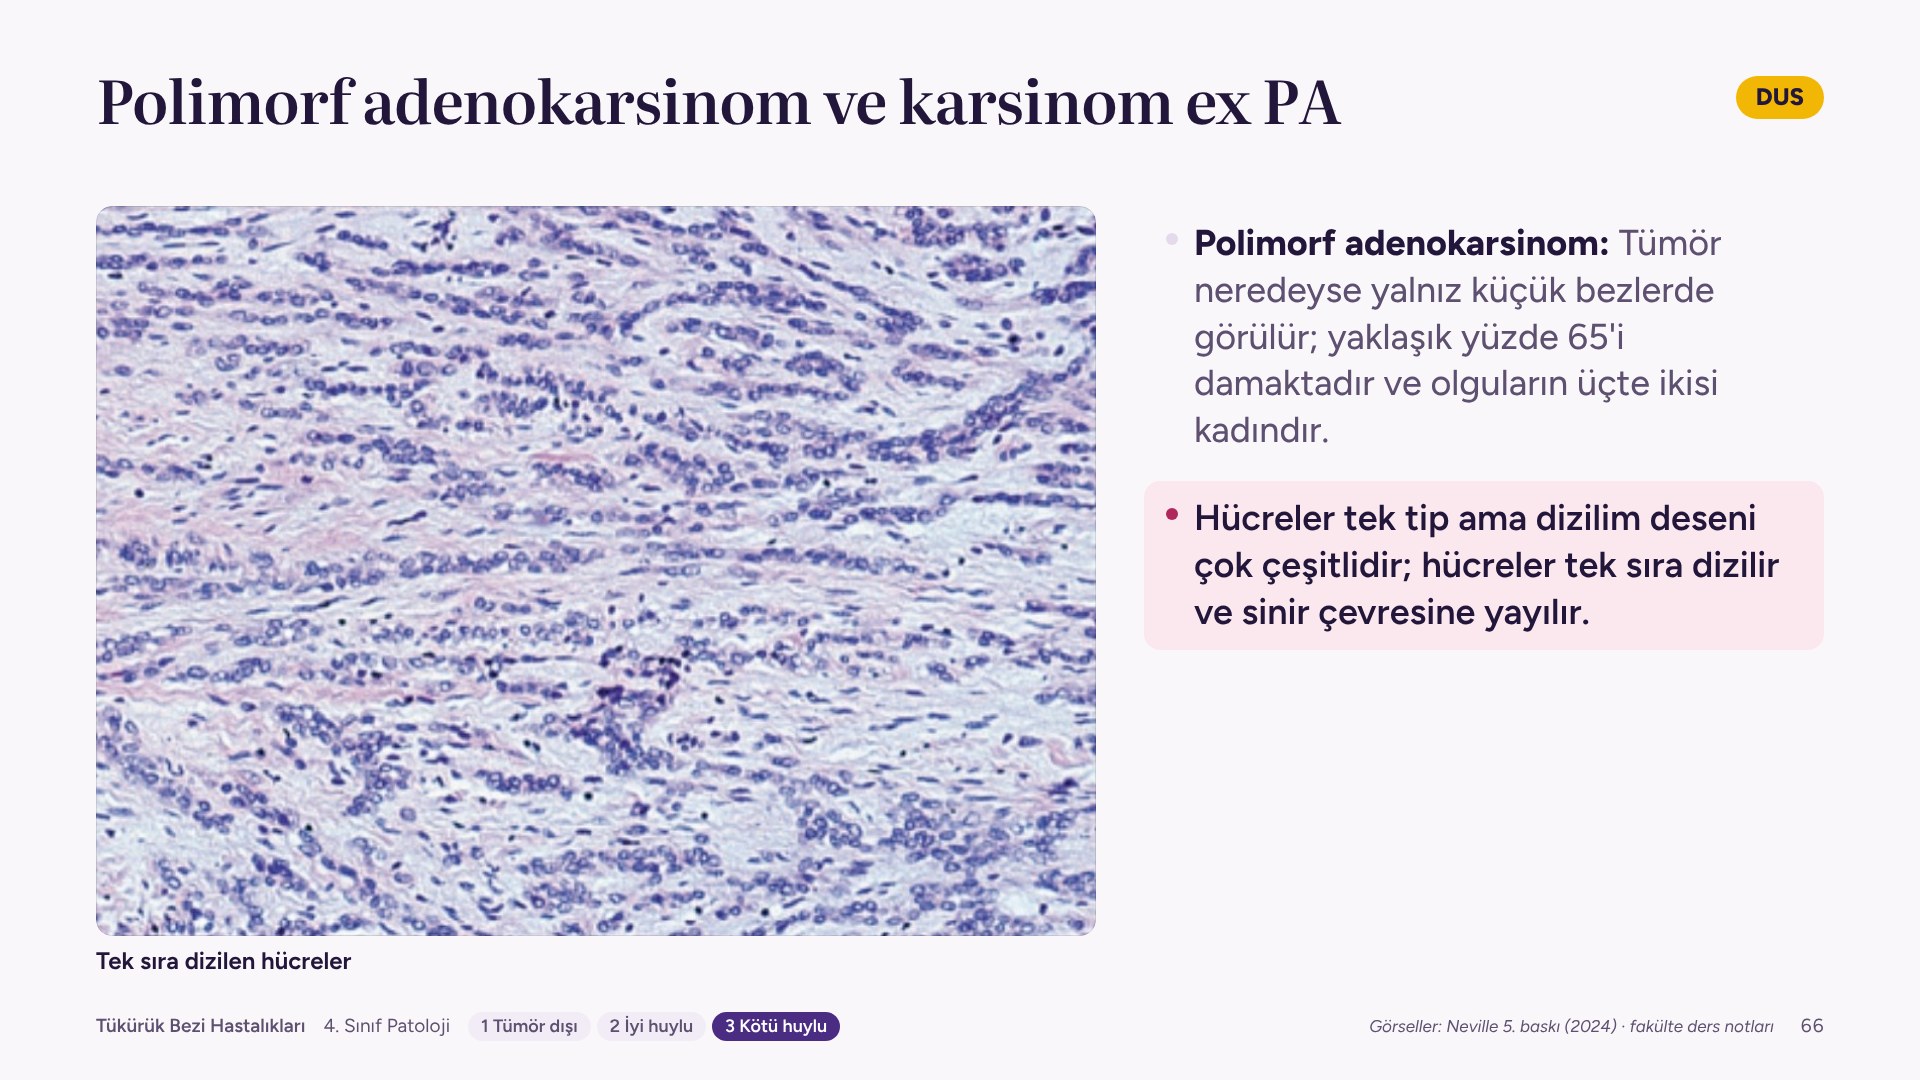 Polimorf adenokarsinom ve karsinom ex PA
DUS
Polimorf adenokarsinom: Tümör
neredeyse yalnız küçük bezlerde
görülür; yaklaşık yüzde 65'i
damaktadır ve olguların üçte ikisi
kadındır.
Hücreler tek tip ama dizilim deseni
çok çeşitlidir; hücreler tek sıra dizilir
ve sinir çevresine yayılır.
Tek sıra dizilen hücreler
Tükürük Bezi Hastalıkları 4. Sınıf Patoloji 1 Tümör dışı 2 İyi huylu 3 Kötü huylu
Görseller: Neville 5. baskı (2024) · fakülte ders notları 66